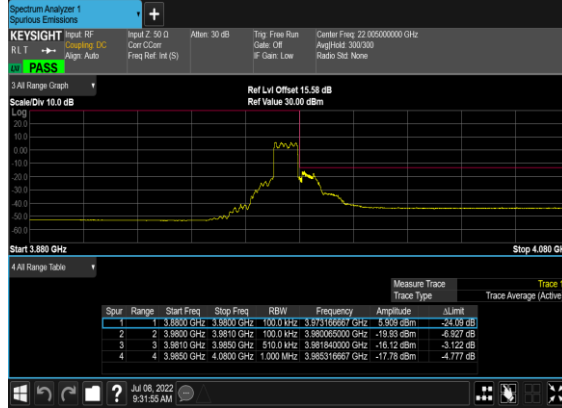 Spectrum Analyzer 1
Spurious Emissions
+
KEYSIGHT Input: RF Input Z: 50 Ω Atten: 30 dB Trig: Free Run Center Freq: 22.005000000 GHz
RLT Coupling: DC Corr CCorr Gate: Off Avg|Hold: 300/300
Align: Auto Freq Ref: Int (S) IF Gain: Low Radio Std: None
PASS
3 All Range Graph
Ref Lvl Offset 15.58 dB
Scale/Div 10.0 dB Ref Value 30.00 dBm
Log
20.0
10.0
0.00
-10.0
-20.0
-30.0
-40.0
-50.0
-60.0
Start 3.880 GHz Stop 4.080 GH
4 All Range Table
Measure Trace Trace 1
Trace Type Trace Average (Active
Spur Range Start Freq Stop Freq RBW Frequency Amplitude ΔLimit
1 1 3.8800 GHz 3.9800 GHz 100.0 kHz 3.973166667 GHz 5.909 dBm -24.09 dB
2 2 3.9800 GHz 3.9810 GHz 100.0 kHz 3.980065000 GHz -19.93 dBm -6.927 dB
3 3 3.9810 GHz 3.9850 GHz 510.0 kHz 3.981840000 GHz -16.12 dBm -3.122 dB
4 4 3.9850 GHz 4.0800 GHz 1.000 MHz 3.985316667 GHz -17.78 dBm -4.777 dB
?
Jul 08, 2022
9:31:55 AM